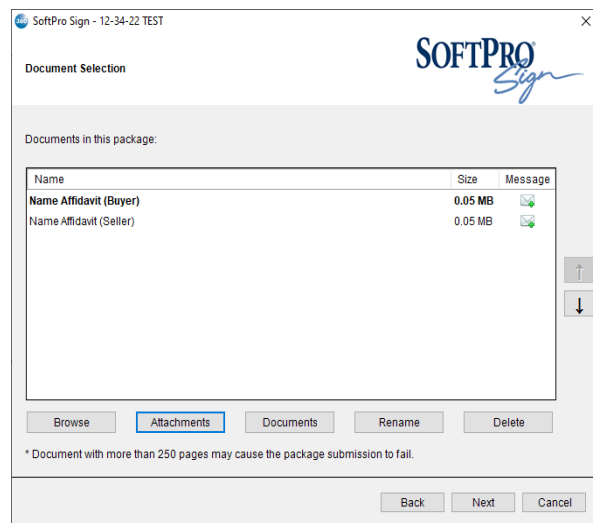 360 SoftPro Sign - 12-34-22 TEST
Document Selection
SOFTPRO®
Sign
Documents in this package:
Name Size Message
Name Affidavit (Buyer) 0.05 MB
Name Affidavit (Seller) 0.05 MB
Browse Attachments Documents Rename Delete
* Document with more than 250 pages may cause the package submission to fail.
Back Next Cancel